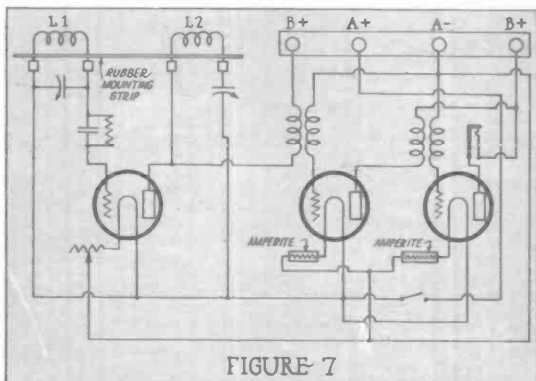 L1 L2 B+ A+ A- B+
RUBBER
MOUNTING
STRIP
AMPERITE AMPERITE
FIGURE 7